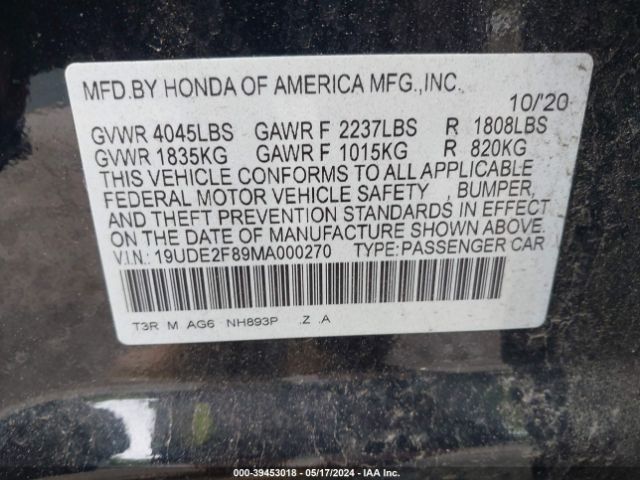 MFD.BY HONDA OF AMERICA MFG.,INC.
10/'20
GVWR 4045LBS GAWR F 2237LBS R 1808LBS
GVWR 1835KG GAWR F 1015KG R 820KG
THIS VEHICLE CONFORMS TO ALL APPLICABLE
FEDERAL MOTOR VEHICLE SAFETY , BUMPER,
AND THEFT PREVENTION STANDARDS IN EFFECT
ON THE DATE OF MANUFACTURE SHOWN ABOVE.
V.I.N.: 19UDE2F89MA000270 TYPE:PASSENGER CAR
T3R M AG6 NH893P .Z .A
000-39453018 - 05/17/2024 - IAA Inc.